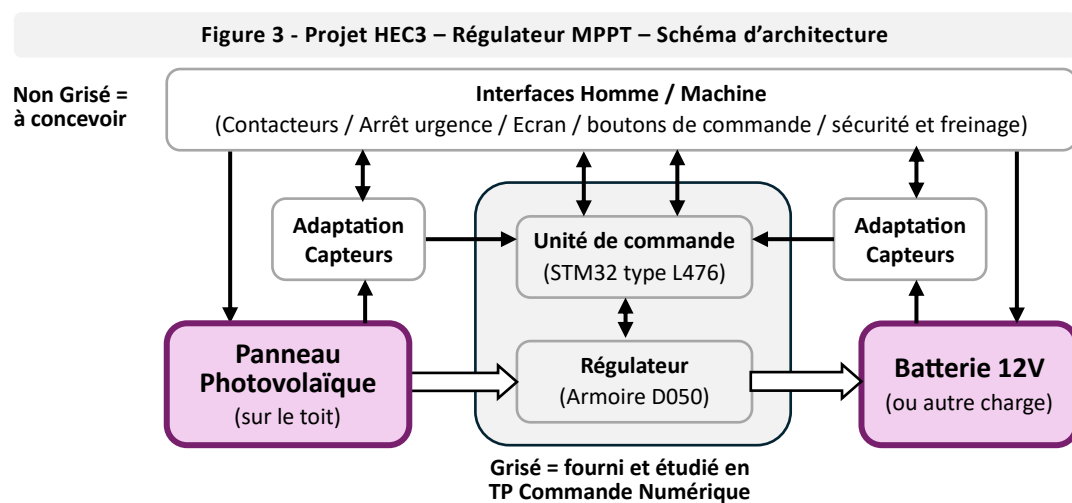 Figure 3 - Projet HEC3 – Régulateur MPPT – Schéma d’architecture
Non Grisé =
à concevoir
Interfaces Homme / Machine
(Contacteurs / Arrêt urgence / Ecran / boutons de commande / sécurité et freinage)
Adaptation
Capteurs
Unité de commande
(STM32 type L476)
Adaptation
Capteurs
Panneau
Photovolaïque
(sur le toit)
Régulateur
(Armoire D050)
Batterie 12V
(ou autre charge)
Grisé = fourni et étudié en
TP Commande Numérique